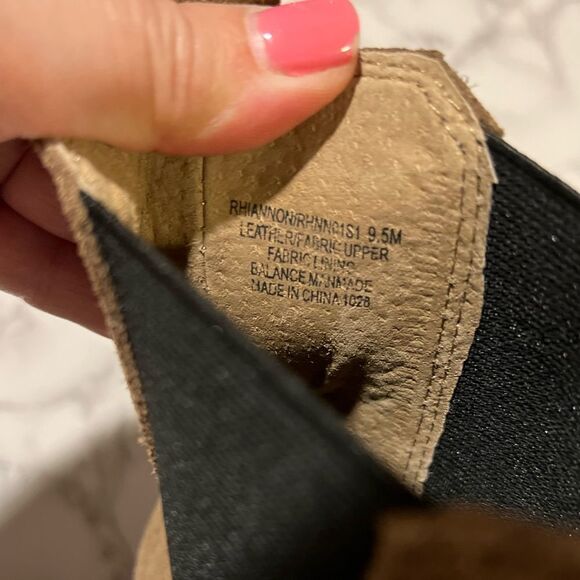 RHIANNON/RHNN01S1 9.5M
LEATHER/FABRIC UPPER
FABRIC LINING
BALANCE MANMADE
MADE IN CHINA 1028